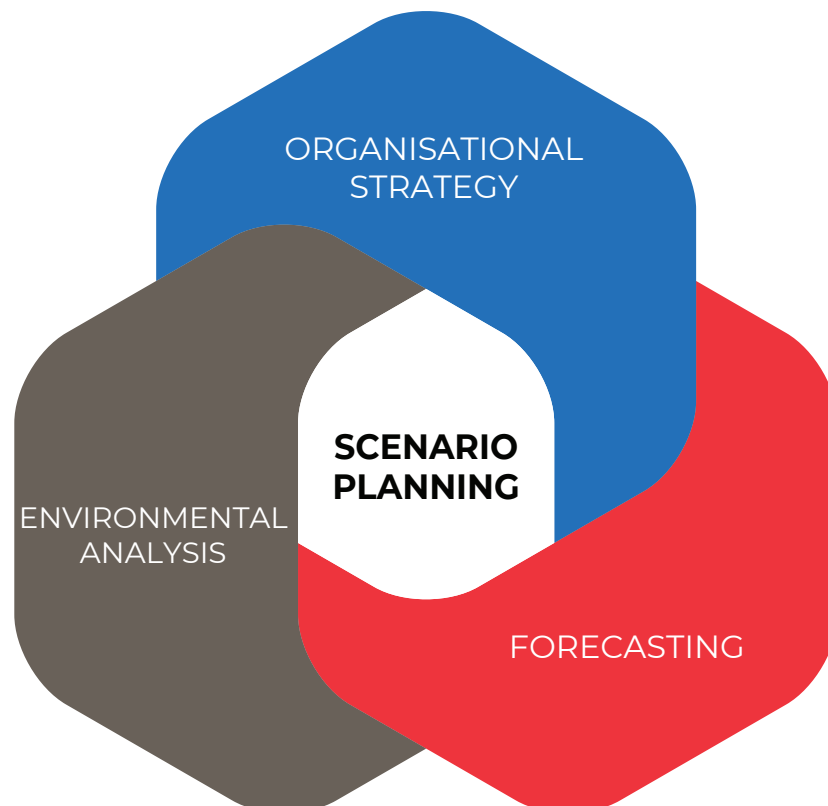 ORGANISATIONAL
STRATEGY
SCENARIO
PLANNING
ENVIRONMENTAL
ANALYSIS
FORECASTING